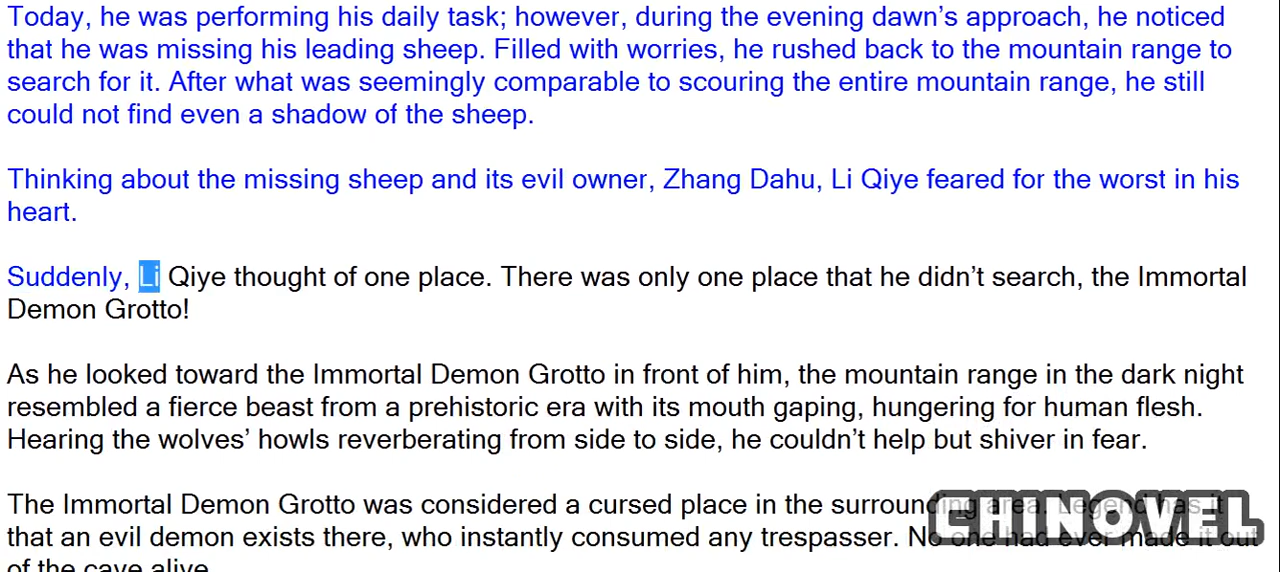 Today, he was performing his daily task; however, during the evening dawn’s approach, he noticed
that he was missing his leading sheep. Filled with worries, he rushed back to the mountain range to
search for it. After what was seemingly comparable to scouring the entire mountain range, he still
could not find even a shadow of the sheep.
Thinking about the missing sheep and its evil owner, Zhang Dahu, Li Qiye feared for the worst in his
heart.
Suddenly, Li Qiye thought of one place. There was only one place that he didn’t search, the Immortal
Demon Grotto!
As he looked toward the Immortal Demon Grotto in front of him, the mountain range in the dark night
resembled a fierce beast from a prehistoric era with its mouth gaping, hungering for human flesh.
Hearing the wolves’ howls reverberating from side to side, he couldn’t help but shiver in fear.
The Immortal Demon Grotto was considered a cursed place in the surrounding area. Legend has it
that an evil demon exists there, who instantly consumed any trespasser. No one had ever made it out
of the cave alive
CHINOVEL